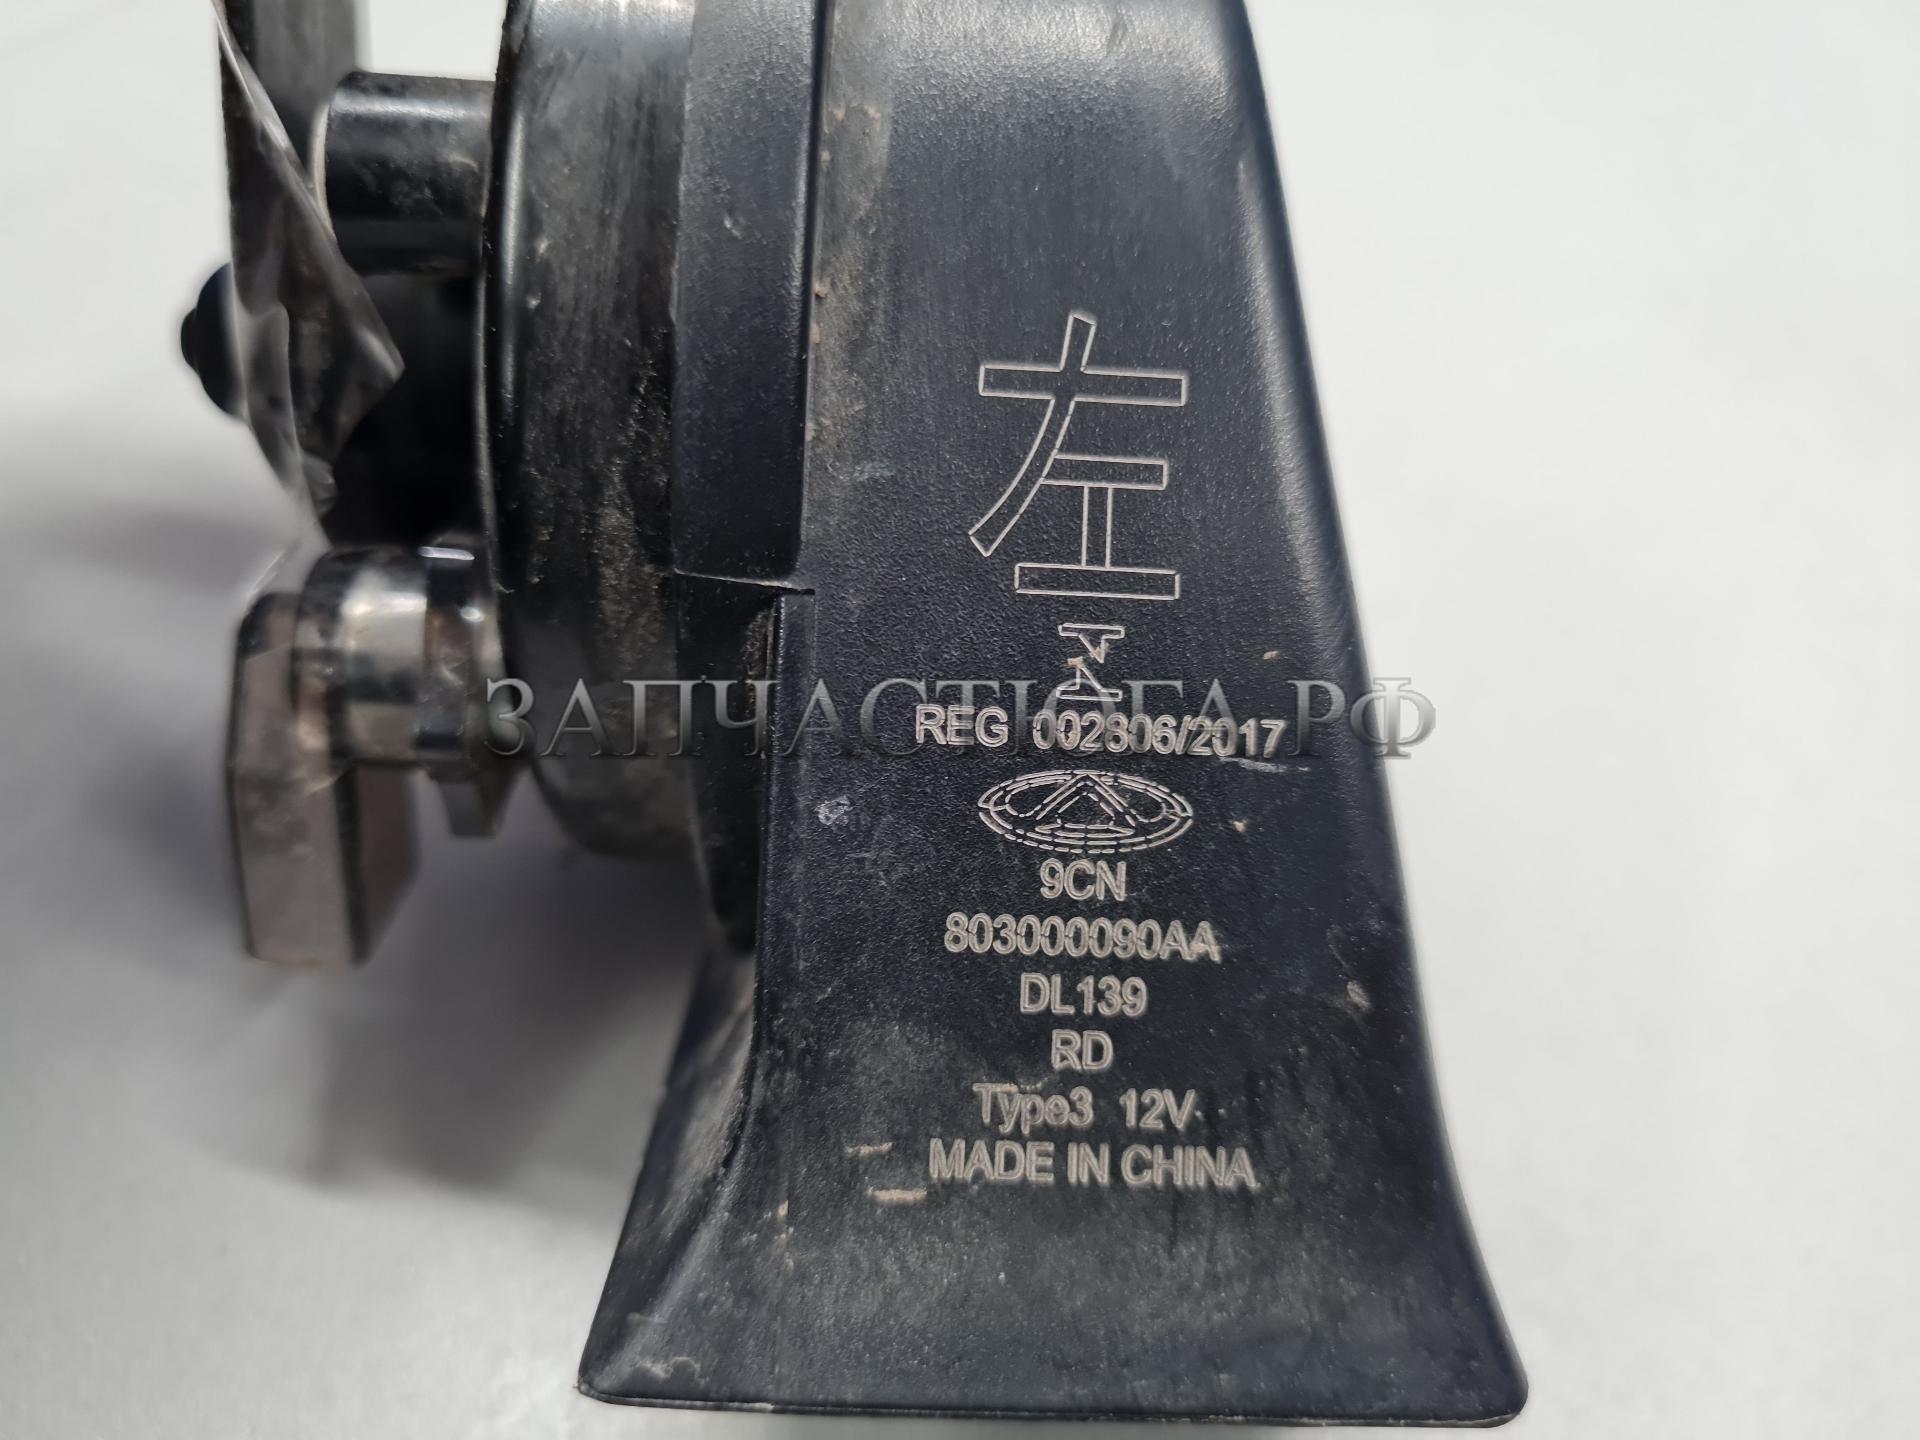 左
REG 002806/2017
ЗАПЧАСТЮГА.РФ
9CN
803000090AA
DL139
RD
Type3 12V
MADE IN CHINA